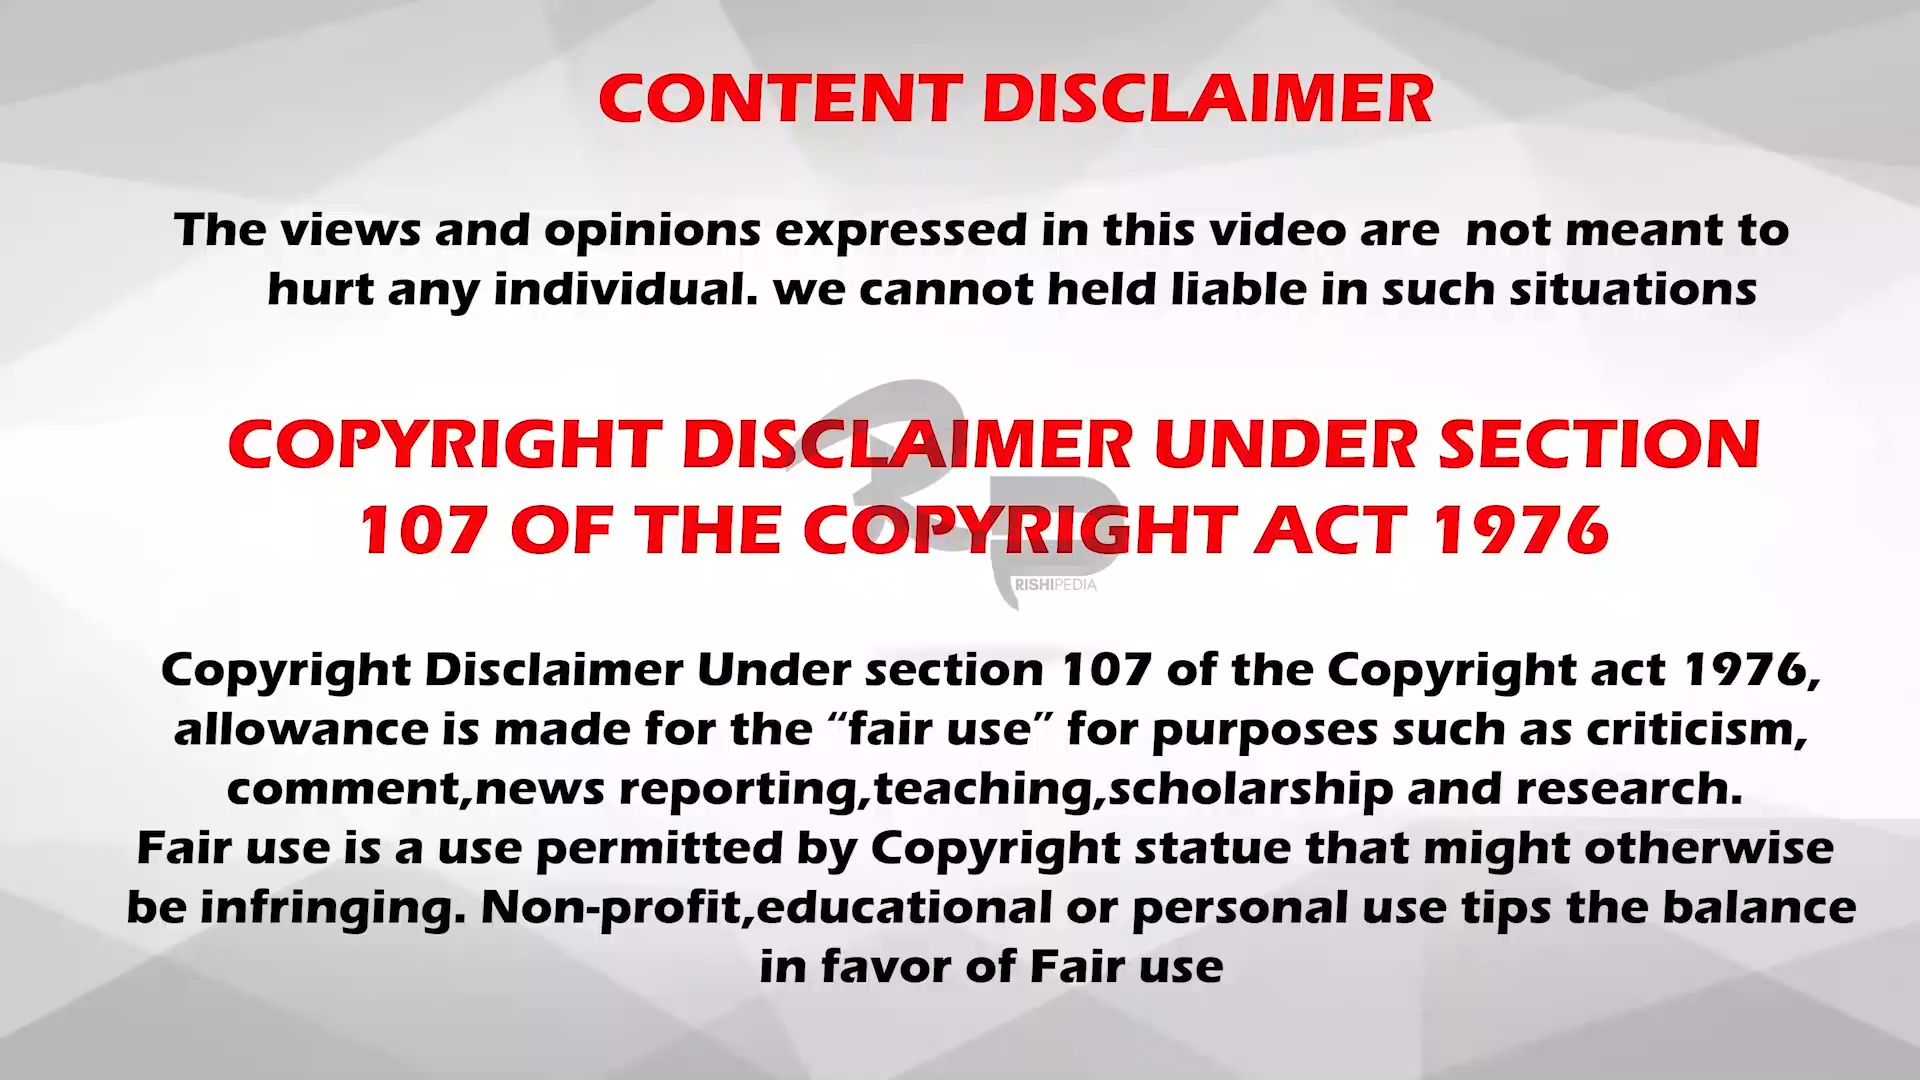 CONTENT DISCLAIMER
The views and opinions expressed in this video are not meant to
hurt any individual. we cannot held liable in such situations
COPYRIGHT DISCLAIMER UNDER SECTION
107 OF THE COPYRIGHT ACT 1976
RISHIPEDIA
Copyright Disclaimer Under section 107 of the Copyright act 1976,
allowance is made for the “fair use” for purposes such as criticism,
comment,news reporting,teaching,scholarship and research.
Fair use is a use permitted by Copyright statue that might otherwise
be infringing. Non-profit,educational or personal use tips the balance
in favor of Fair use